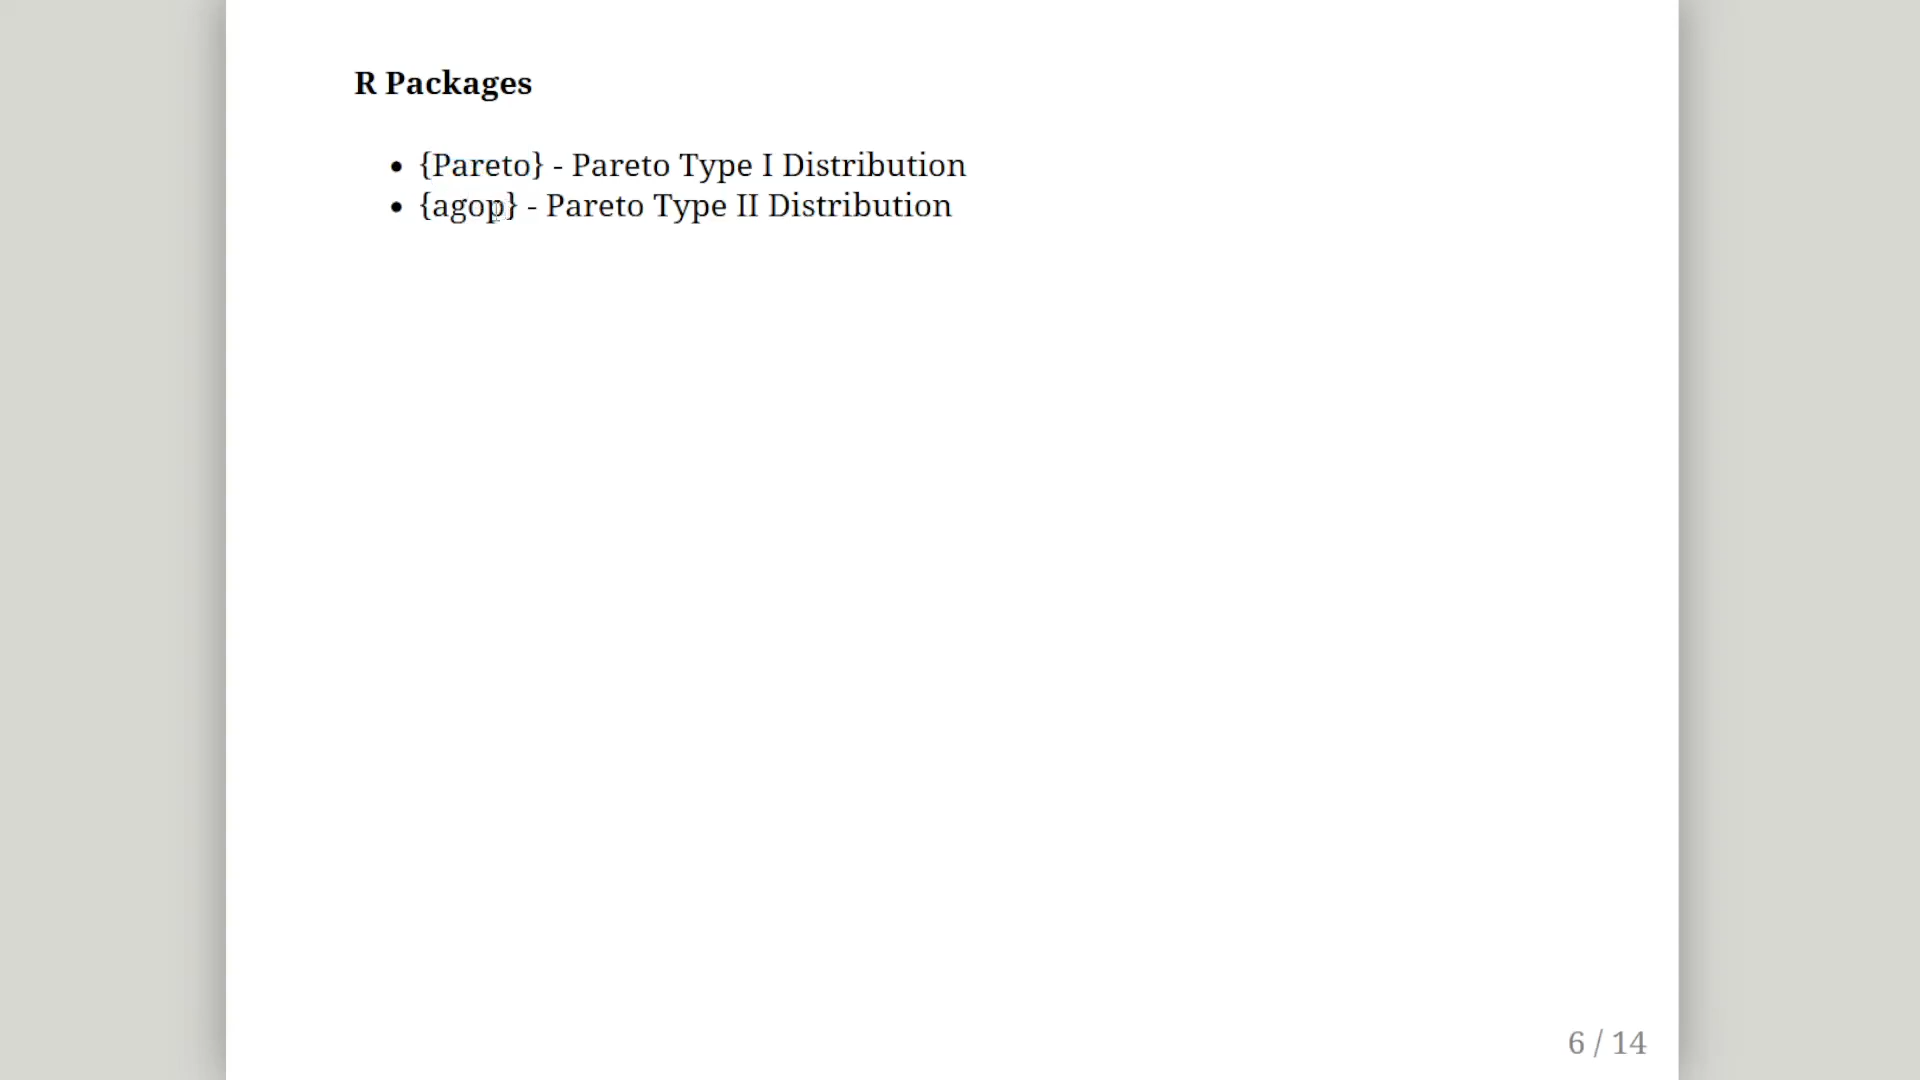 R Packages
• {Pareto} - Pareto Type I Distribution
• {agop} - Pareto Type II Distribution
6 / 14